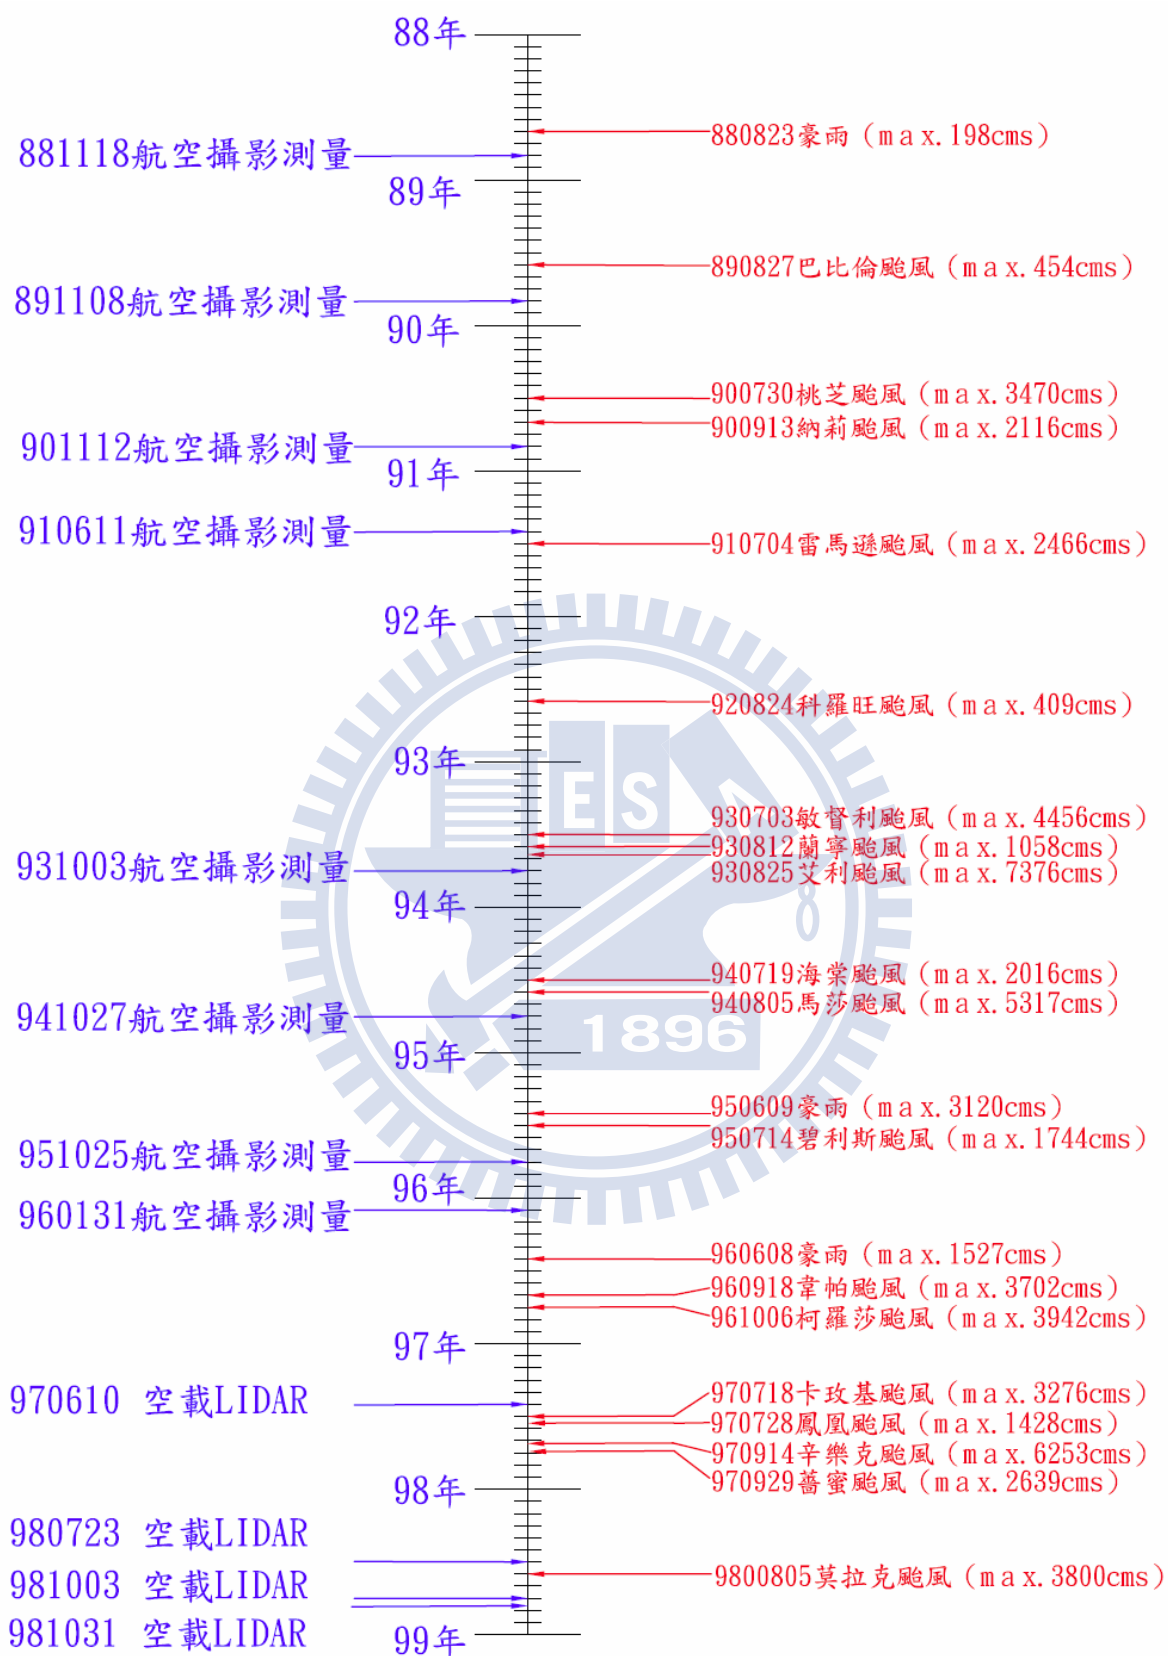 88年
880823豪雨（max.198cms）
881118航空攝影測量
89年
890827巴比倫颱風（max.454cms）
891108航空攝影測量
90年
900730桃芝颱風（max.3470cms）
900913納莉颱風（max.2116cms）
901112航空攝影測量
91年
910611航空攝影測量
910704雷馬遜颱風（max.2466cms）
92年
920824科羅旺颱風（max.409cms）
93年
ES
930703敏督利颱風（max.4456cms）
930812蘭寧颱風（max.1058cms）
931003航空攝影測量
930825艾利颱風（max.7376cms）
94年
940719海棠颱風（max.2016cms）
940805馬莎颱風（max.5317cms）
941027航空攝影測量
1896
95年
950609豪雨（max.3120cms）
950714碧利斯颱風（max.1744cms）
951025航空攝影測量
96年
960131航空攝影測量
960608豪雨（max.1527cms）
960918韋帕颱風（max.3702cms）
961006柯羅莎颱風（max.3942cms）
97年
970610 空載LIDAR
970718卡玫基颱風（max.3276cms）
970728鳳凰颱風（max.1428cms）
970914辛樂克颱風（max.6253cms）
970929薔蜜颱風（max.2639cms）
98年
980723 空載LIDAR
9800805莫拉克颱風（max.3800cms）
981003 空載LIDAR
981031 空載LIDAR
99年